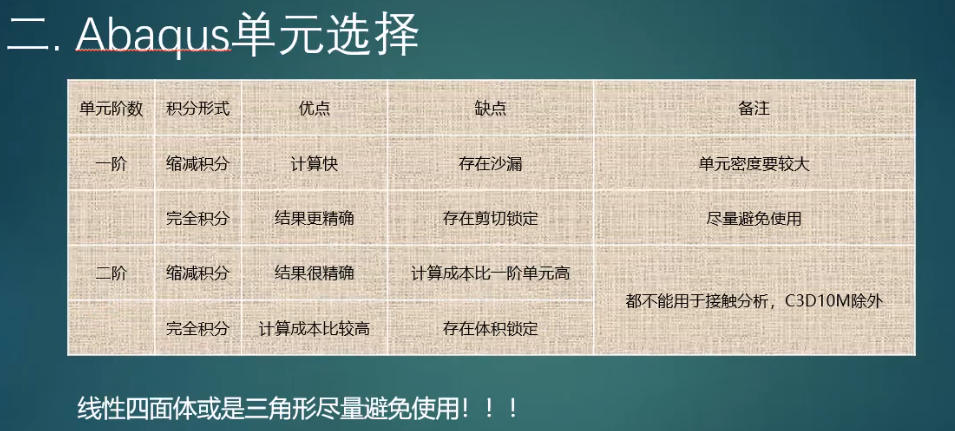 二. Abaqus单元选择
单元阶数 积分形式 优点 缺点 备注
一阶 缩减积分 计算快 存在沙漏 单元密度要较大
完全积分 结果更精确 存在剪切锁定 尽量避免使用
二阶 缩减积分 结果很精确 计算成本比一阶单元高
都不能用于接触分析，C3D10M除外
完全积分 计算成本比较高 存在体积锁定
线性四面体或是三角形尽量避免使用！！！